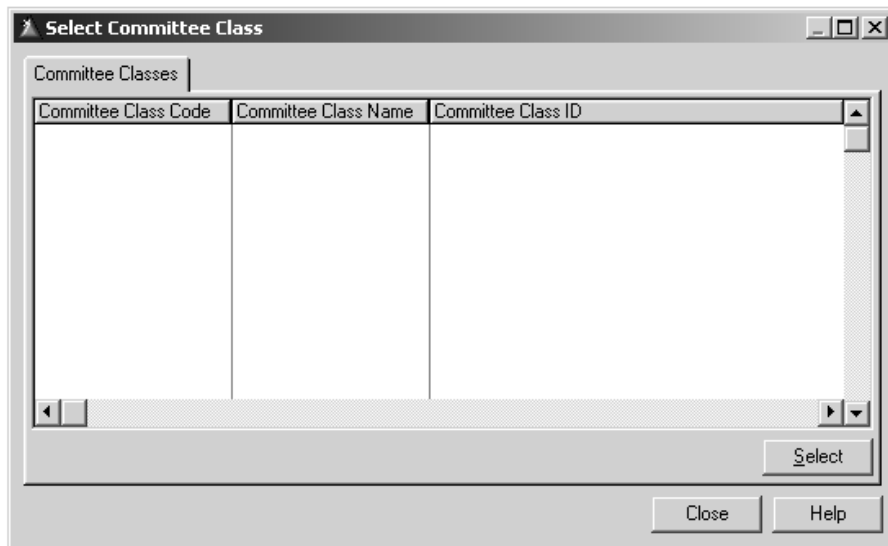 Select Committee Class
Committee Classes
Committee Class Code Committee Class Name Committee Class ID
Select
Close Help